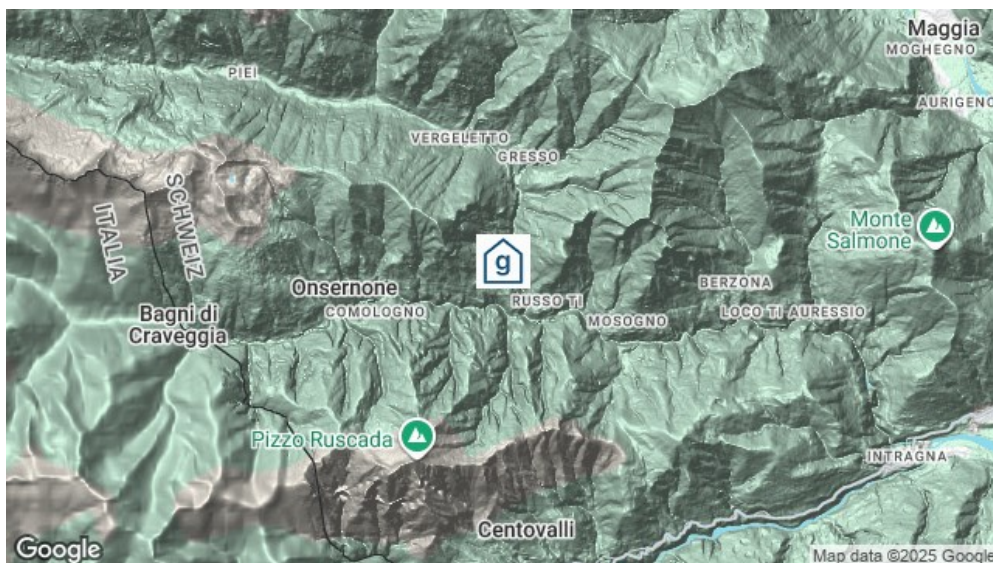 Maggia
MOGHEGNO
PIEI
AURIGENO
VERGELETTO
GRESSO
SCHWEIZ
ITALIA
Monte
Salmone
g
BERZONA
Onsernone
RUSSO TI
COMOLOGNO
LOCO TI AURESSIO
Bagni di
Craveggia
MOSOGNO
Pizzo Ruscada
INTRAGNA
Centovalli
Google
Map data ©2025 Google